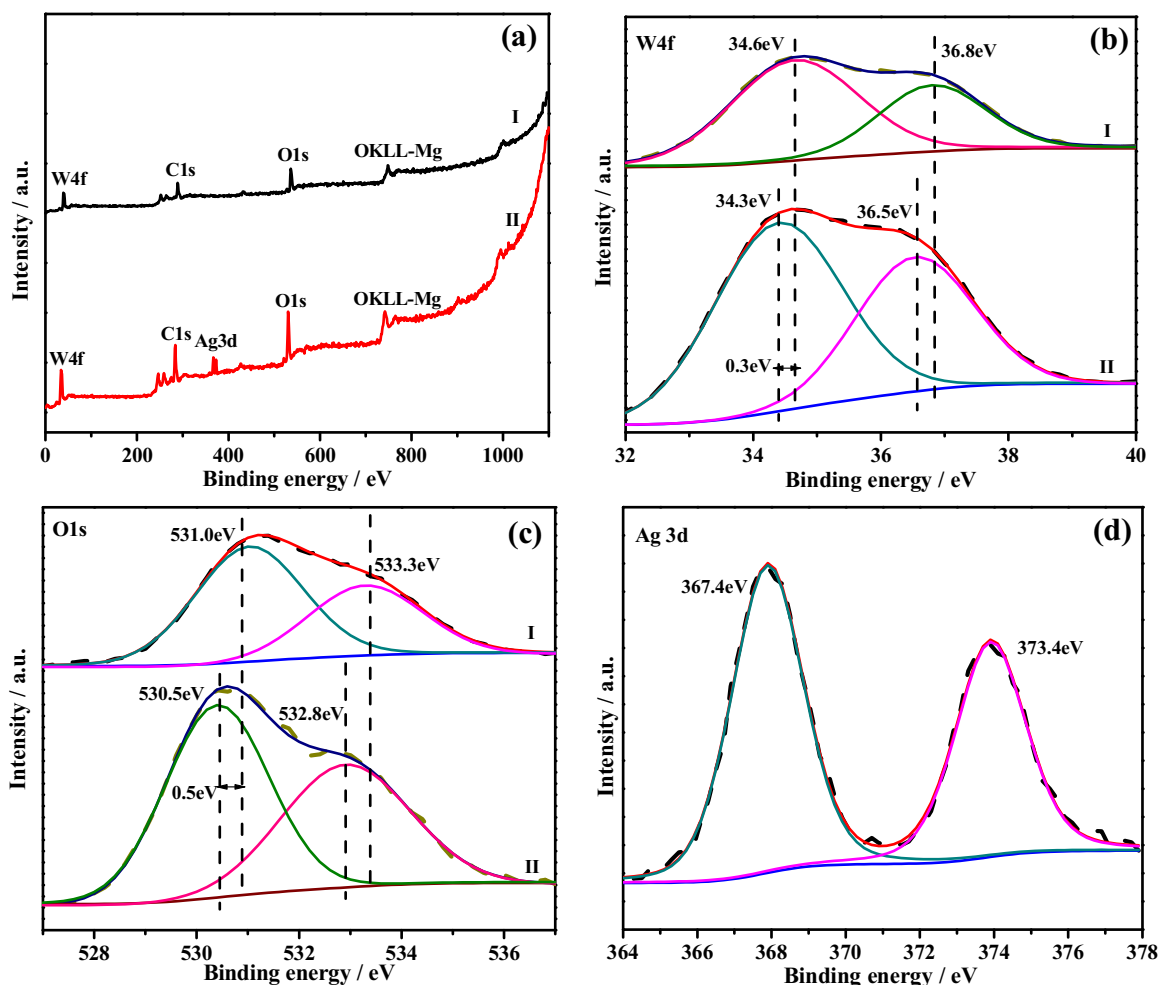 (a)
I
W4f
C1s
O1s
OKLL-Mg
II
W4f
C1s
Ag3d
O1s
OKLL-Mg
Intensity / a.u.
0 200 400 600 800 1000
Binding energy / eV
W4f
34.6eV
36.8eV
(b)
I
34.3eV
36.5eV
0.3eV
II
Intensity / a.u.
32 34 36 38 40
Binding energy / eV
O1s
531.0eV
533.3eV
(c)
I
530.5eV
532.8eV
0.5eV
II
Intensity / a.u.
528 530 532 534 536
Binding energy / eV
Ag 3d
(d)
367.4eV
373.4eV
Intensity / a.u.
364 366 368 370 372 374 376 378
Binding energy / eV